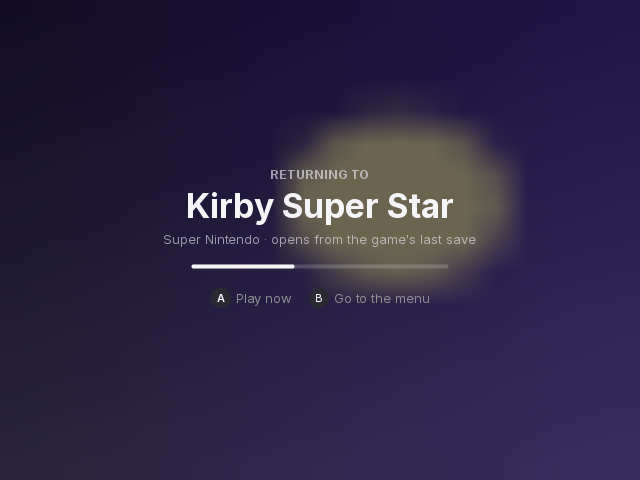 RETURNING TO
Kirby Super Star
Super Nintendo · opens from the game's last save
A Play now B Go to the menu